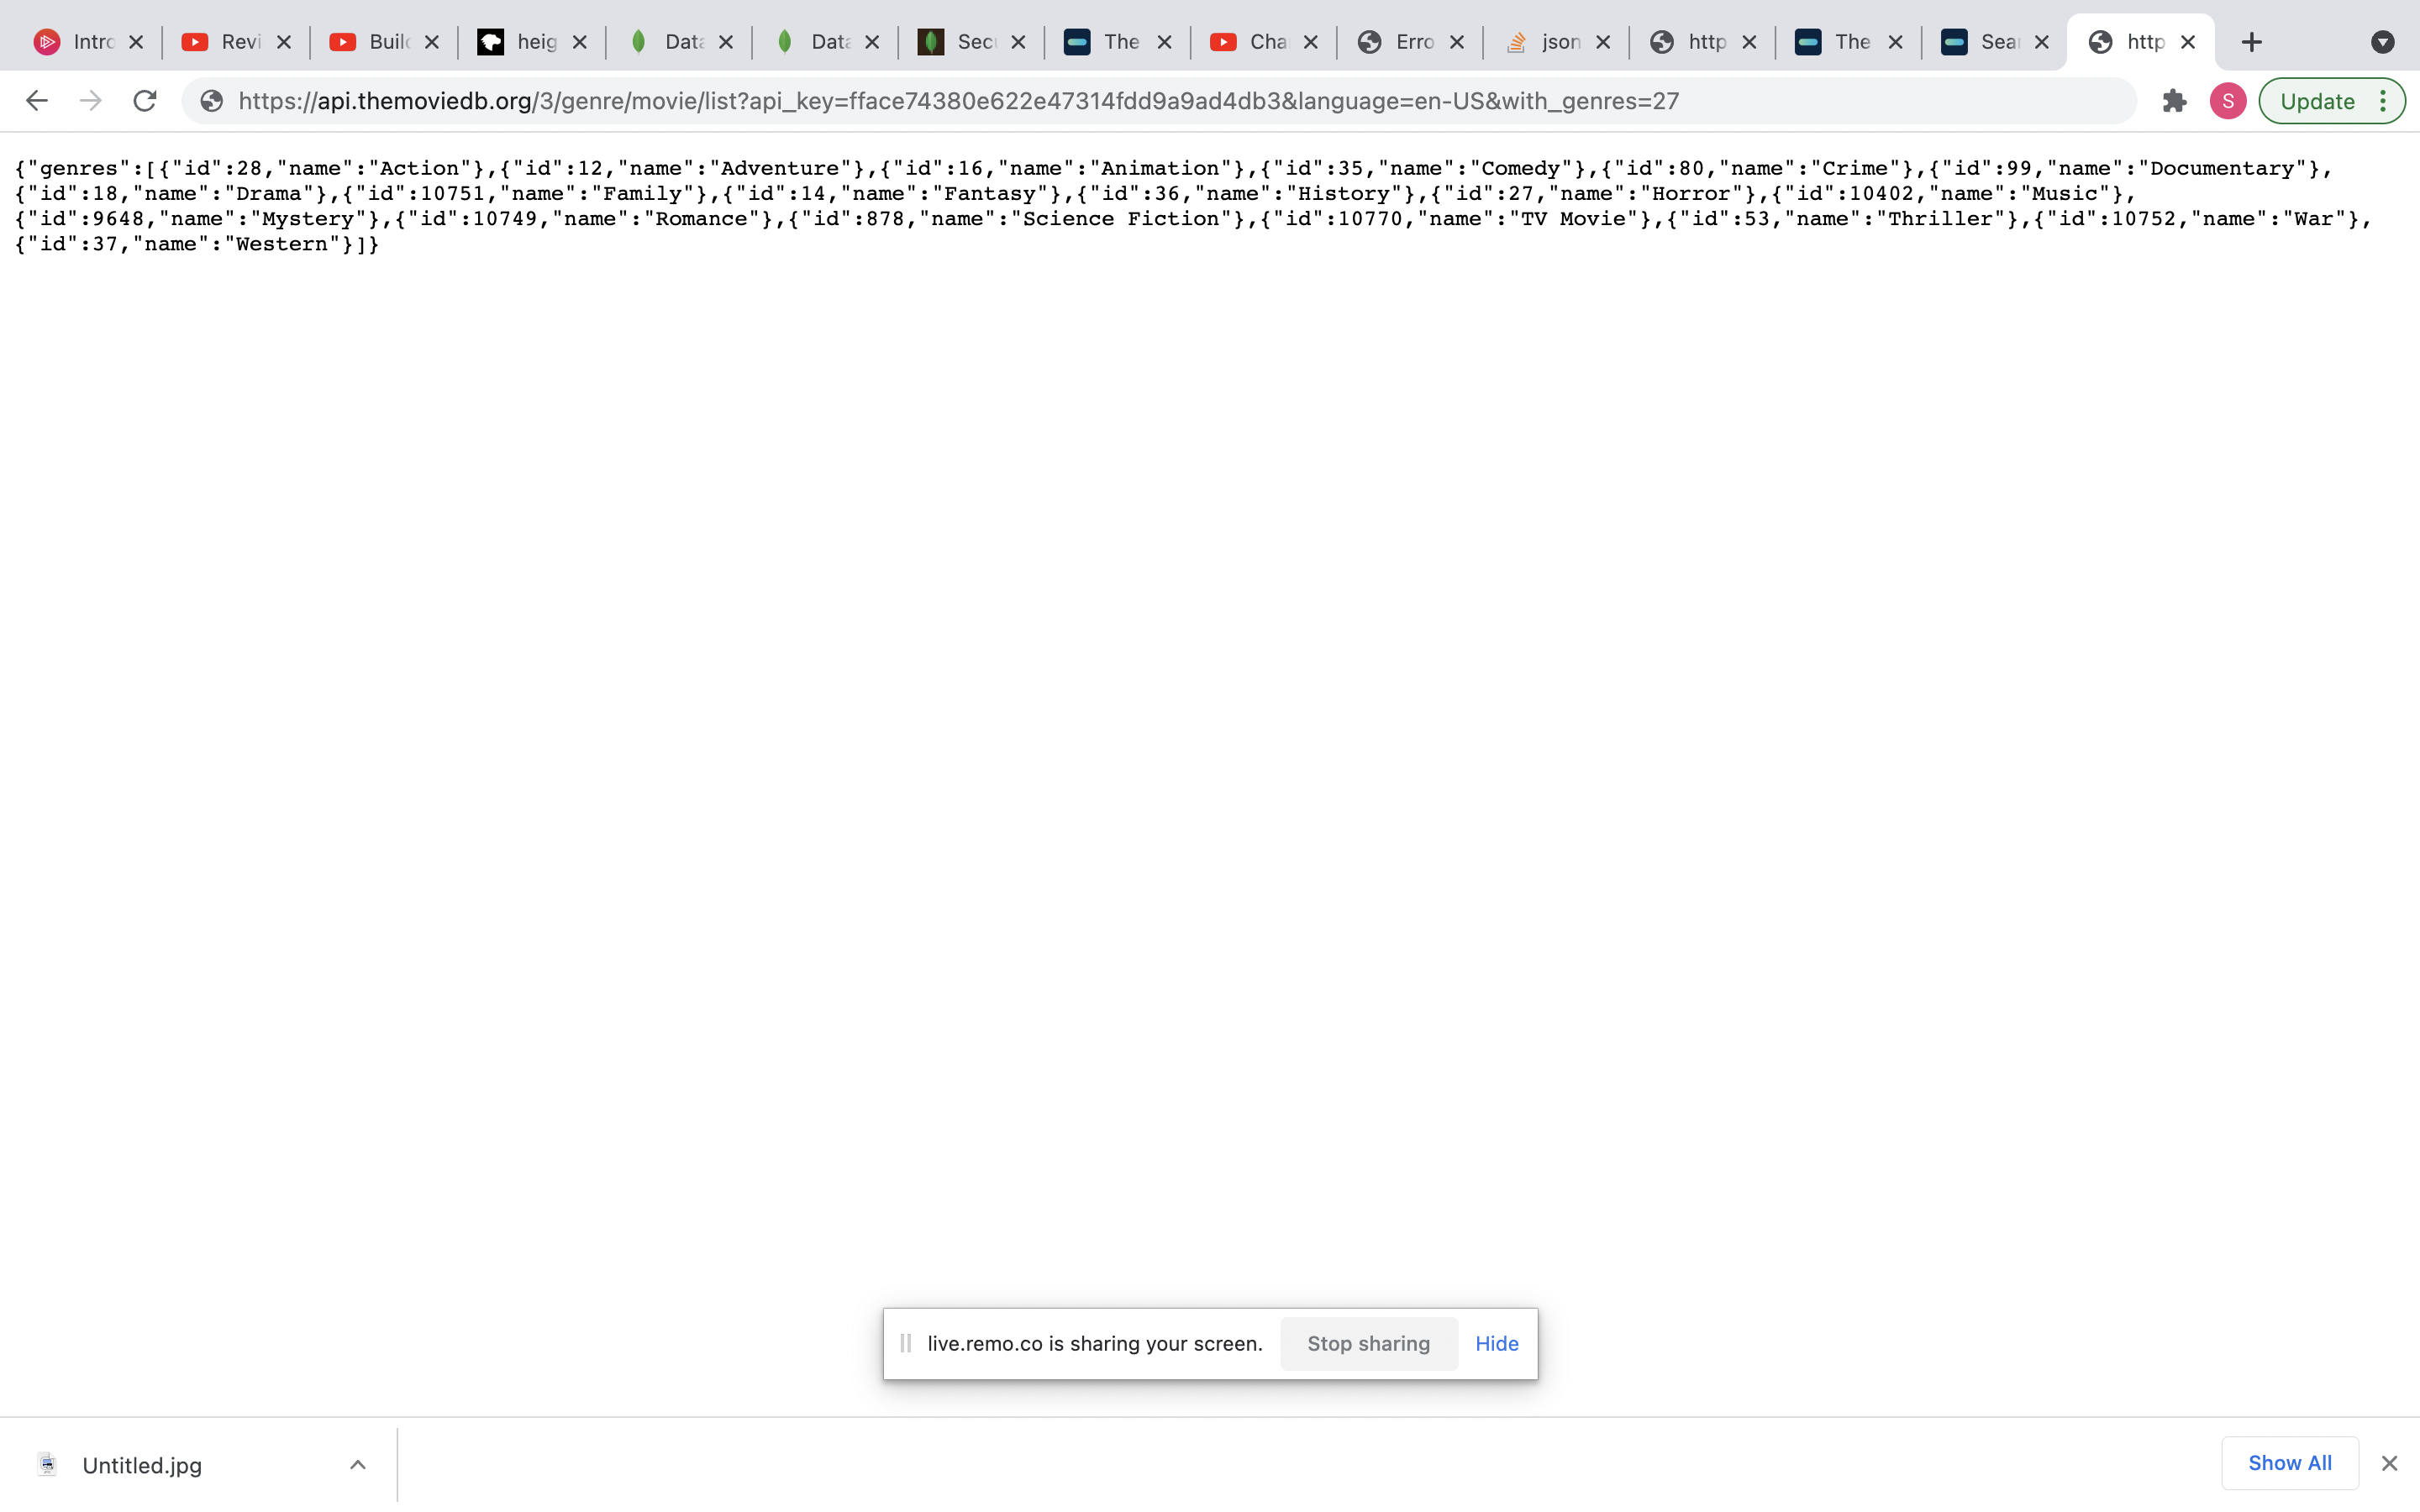 Intro
Revi
Build
heig
Data
Data
Secu
The
Cha
Erro
json
http
The
Sear
http
https://api.themoviedb.org/3/genre/movie/list?api_key=fface74380e622e47314fdd9a9ad4db3&language=en-US&with_genres=27
S
Update
{"genres":[{"id":28,"name":"Action"},{"id":12,"name":"Adventure"},{"id":16,"name":"Animation"},{"id":35,"name":"Comedy"},{"id":80,"name":"Crime"},{"id":99,"name":"Documentary"},
{"id":18,"name":"Drama"},{"id":10751,"name":"Family"},{"id":14,"name":"Fantasy"},{"id":36,"name":"History"},{"id":27,"name":"Horror"},{"id":10402,"name":"Music"},
{"id":9648,"name":"Mystery"},{"id":10749,"name":"Romance"},{"id":878,"name":"Science Fiction"},{"id":10770,"name":"TV Movie"},{"id":53,"name":"Thriller"},{"id":10752,"name":"War"},
{"id":37,"name":"Western"}]}
live.remo.co is sharing your screen.
Stop sharing
Hide
Untitled.jpg
Show All